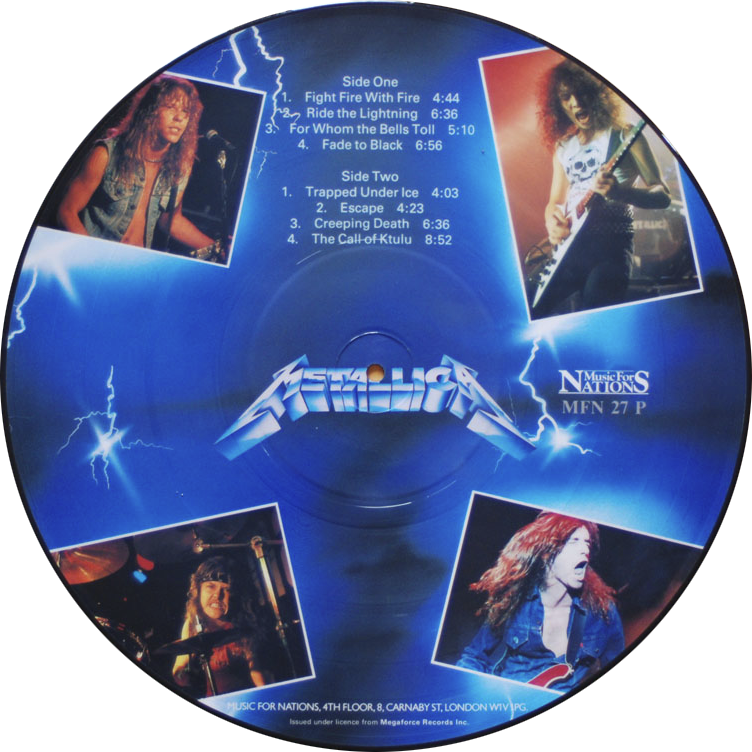 Side One
1. Fight Fire With Fire 4:44
2. Ride the Lightning 6:36
3. For Whom the Bells Toll 5:10
4. Fade to Black 6:56
Side Two
1. Trapped Under Ice 4:03
2. Escape 4:23
3. Creeping Death 6:36
4. The Call of Ktulu 8:52
METALLICA
Music For
NATIONS
MFN 27 P
MUSIC FOR NATIONS, 4TH FLOOR, 8, CARNABY ST, LONDON W1V 1PG.
Issued under licence from Megaforce Records Inc.